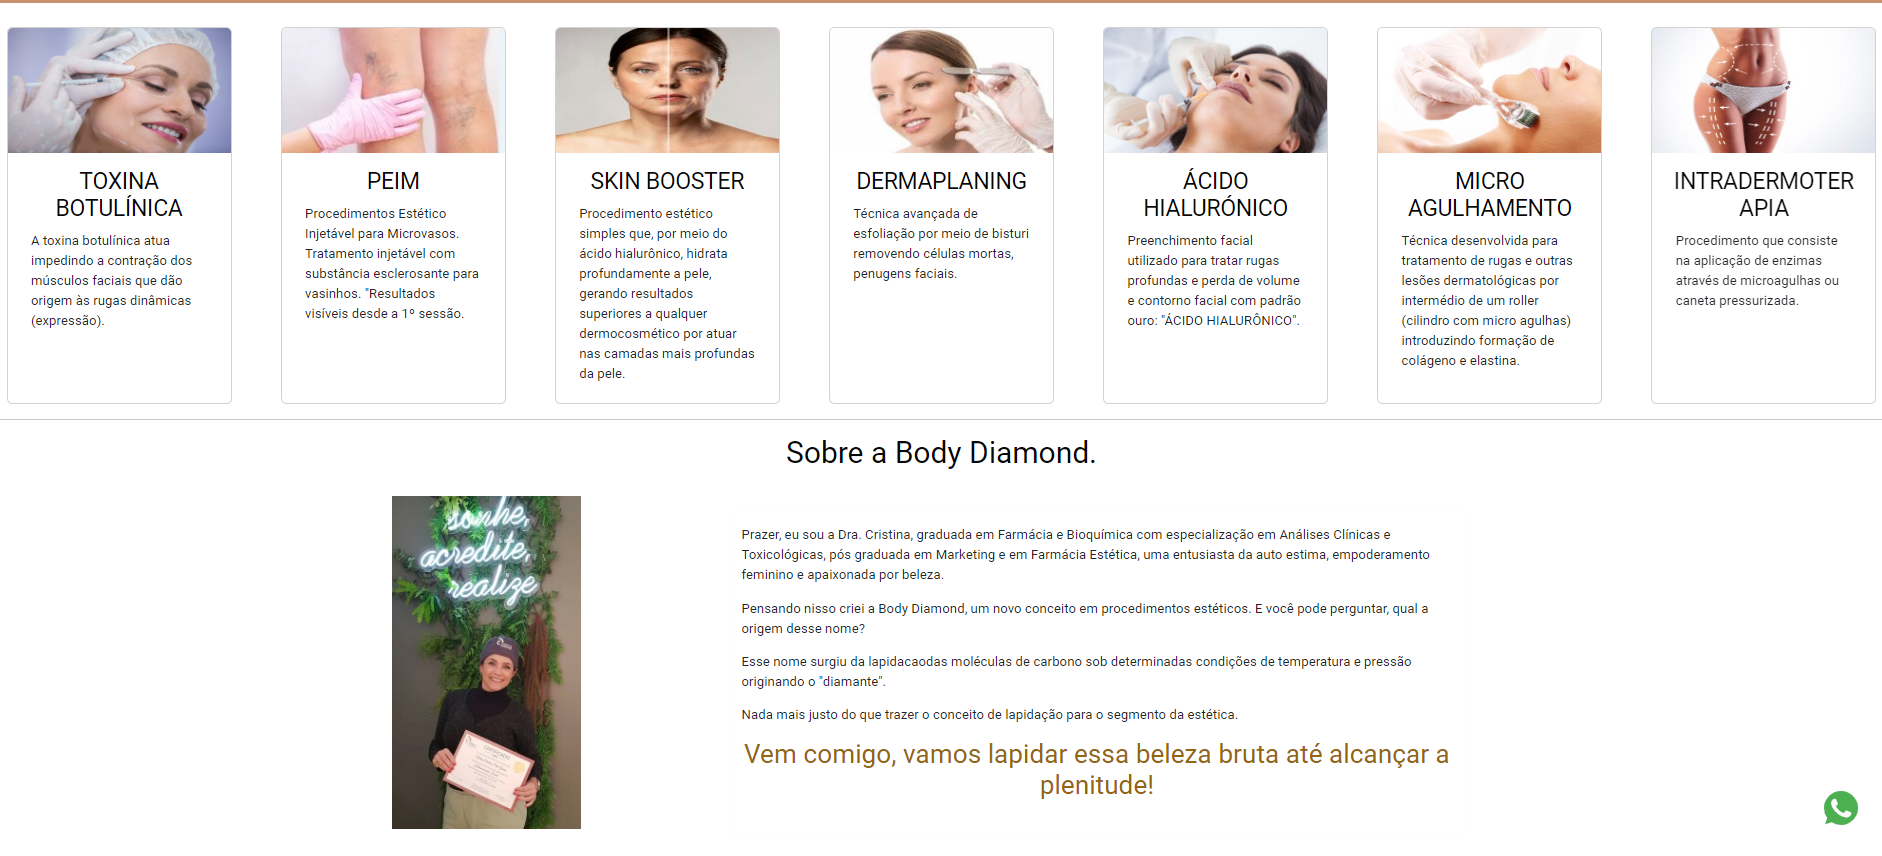 TOXINA
BOTULÍNICA
A toxina botulínica atua
impedindo a contração dos
músculos faciais que dão
origem às rugas dinâmicas
(expressão).
PEIM
Procedimentos Estético
Injetável para Microvasos.
Tratamento injetável com
substância esclerosante para
vasinhos. "Resultados
visíveis desde a 1º sessão.
SKIN BOOSTER
Procedimento estético
simples que, por meio do
ácido hialurônico, hidrata
profundamente a pele,
gerando resultados
superiores a qualquer
dermocosmético por atuar
nas camadas mais profundas
da pele.
DERMAPLANING
Técnica avançada de
esfoliação por meio de bisturi
removendo células mortas,
penugens faciais.
ÁCIDO
HIALURÓNICO
Preenchimento facial
utilizado para tratar rugas
profundas e perda de volume
e contorno facial com padrão
ouro: "ÁCIDO HIALURÔNICO".
MICRO
AGULHAMENTO
Técnica desenvolvida para
tratamento de rugas e outras
lesões dermatológicas por
intermédio de um roller
(cilindro com micro agulhas)
introduzindo formação de
colágeno e elastina.
INTRADERMOTER
APIA
Procedimento que consiste
na aplicação de enzimas
através de microagulhas ou
caneta pressurizada.
Sobre a Body Diamond.
sonhe,
acredite,
realize
CERTIFICADO
Prazer, eu sou a Dra. Cristina, graduada em Farmácia e Bioquímica com especialização em Análises Clínicas e
Toxicológicas, pós graduada em Marketing e em Farmácia Estética, uma entusiasta da auto estima, empoderamento
feminino e apaixonada por beleza.
Pensando nisso criei a Body Diamond, um novo conceito em procedimentos estéticos. E você pode perguntar, qual a
origem desse nome?
Esse nome surgiu da lapidacaodas moléculas de carbono sob determinadas condições de temperatura e pressão
originando o "diamante".
Nada mais justo do que trazer o conceito de lapidação para o segmento da estética.
Vem comigo, vamos lapidar essa beleza bruta até alcançar a
plenitude!